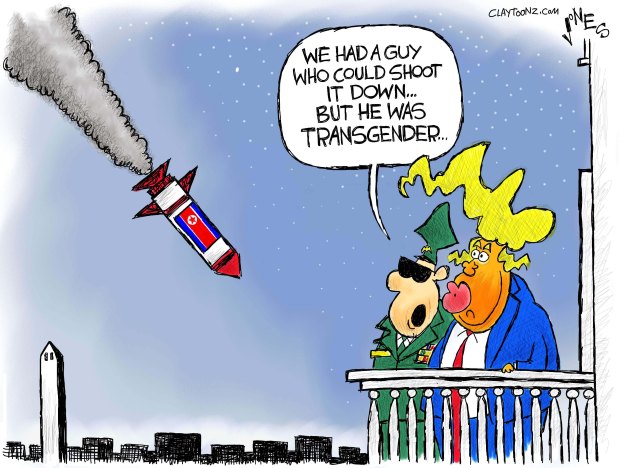 CLAYTOONZ.COM
JONES
WE HAD A GUY
WHO COULD SHOOT
IT DOWN...
BUT HE WAS
TRANSGENDER...